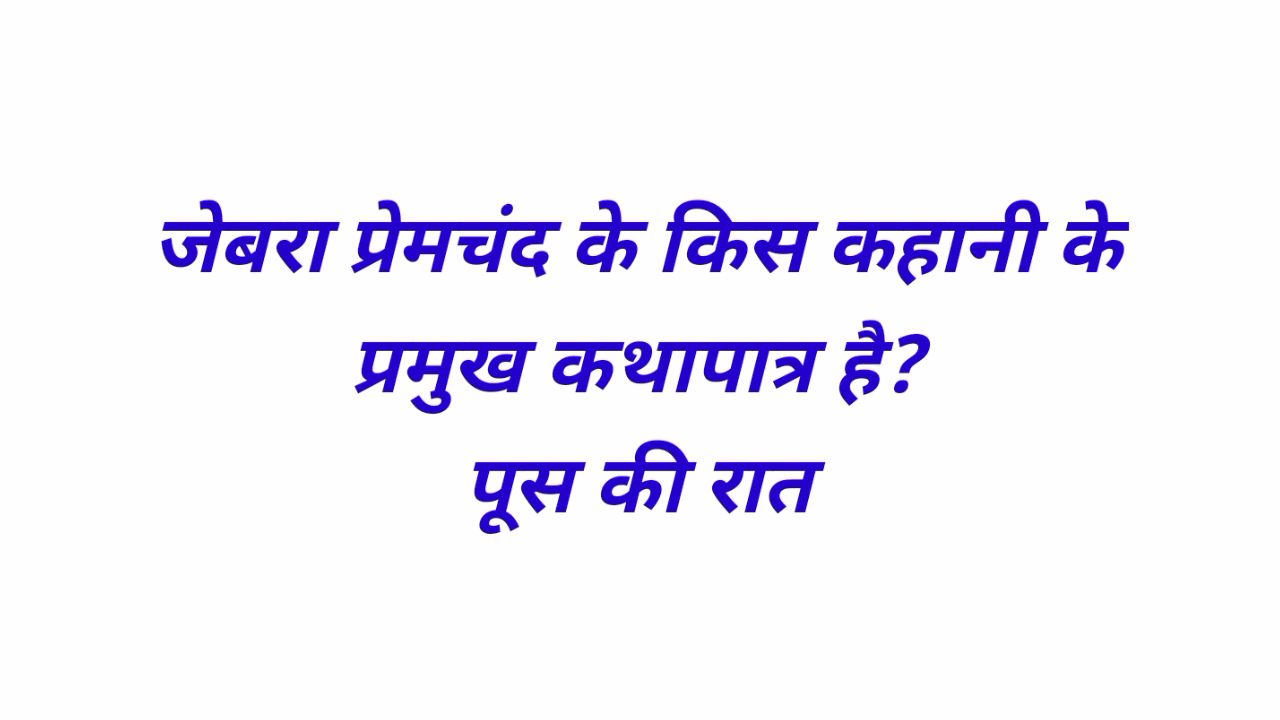 जेबरा प्रेमचंद के किस कहानी के
प्रमुख कथापात्र है?
पूस की रात